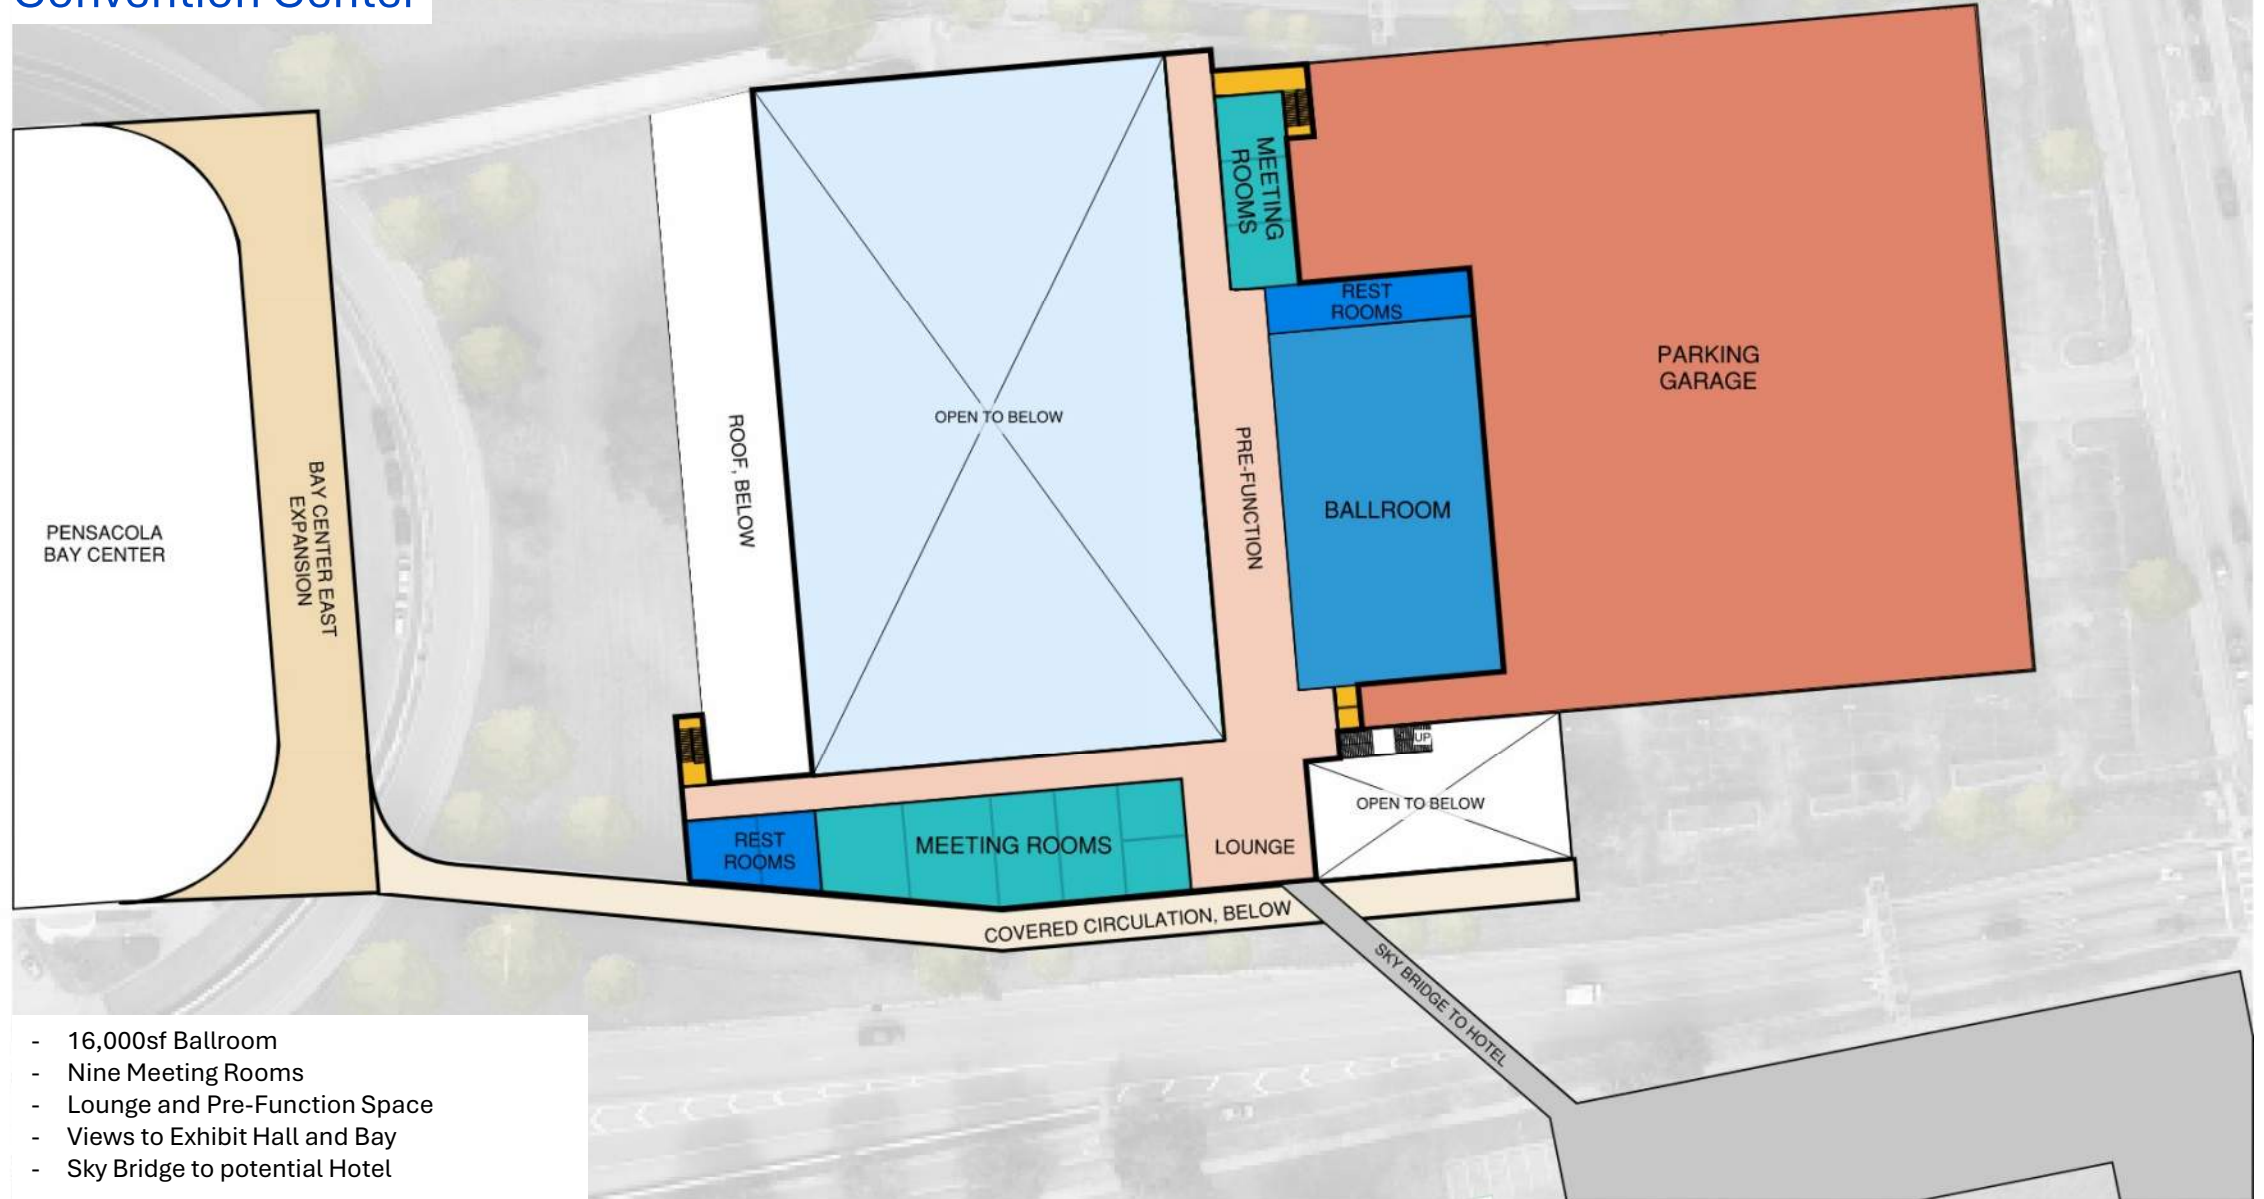 Convention Center
MEETING
ROOMS
REST
ROOMS
PARKING
GARAGE
OPEN TO BELOW
ROOF, BELOW
PRE-FUNCTION
BALLROOM
BAY CENTER EAST
EXPANSION
PENSACOLA
BAY CENTER
UP
OPEN TO BELOW
REST
ROOMS
MEETING ROOMS
LOUNGE
COVERED CIRCULATION, BELOW
SKY BRIDGE TO HOTEL
- 16,000sf Ballroom
- Nine Meeting Rooms
- Lounge and Pre-Function Space
- Views to Exhibit Hall and Bay
- Sky Bridge to potential Hotel